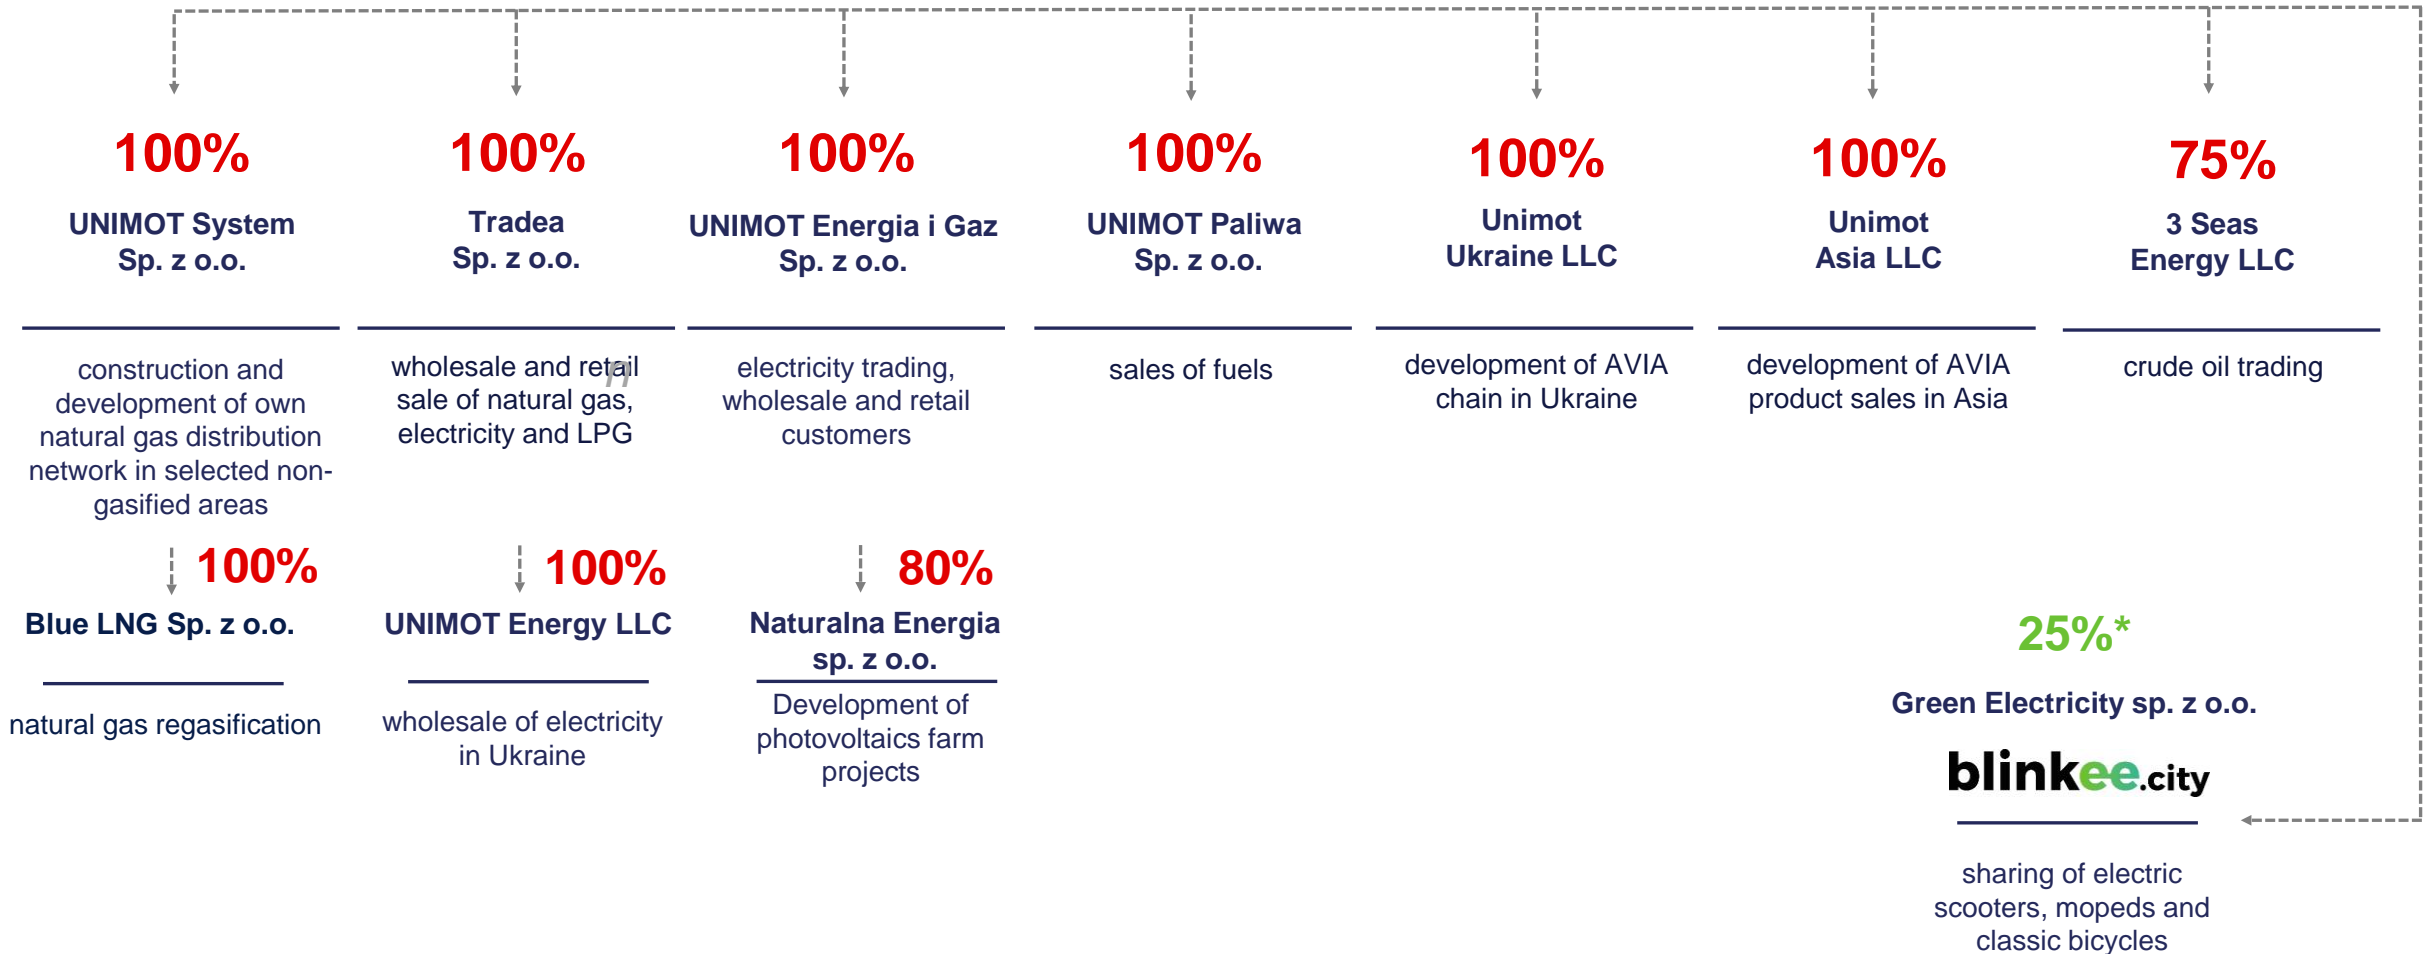 100%
UNIMOT System
Sp. z o.o.
construction and
development of own
natural gas distribution
network in selected non-
gasified areas
100%
Tradea
Sp. z o.o.
wholesale and retail
n
sale of natural gas,
electricity and LPG
100%
UNIMOT Energia i Gaz
Sp. z o.o.
electricity trading,
wholesale and retail
customers
100%
UNIMOT Paliwa
Sp. z o.o.
sales of fuels
100%
Unimot
Ukraine LLC
development of AVIA
chain in Ukraine
100%
Unimot
Asia LLC
development of AVIA
product sales in Asia
75%
3 Seas
Energy LLC
crude oil trading
100%
Blue LNG Sp. z o.o.
natural gas regasification
100%
UNIMOT Energy LLC
wholesale of electricity
in Ukraine
80%
Naturalna Energia
sp. z o.o.
Development of
photovoltaics farm
projects
25%*
Green Electricity sp. z o.o.
blinkee.city
sharing of electric
scooters, mopeds and
classic bicycles